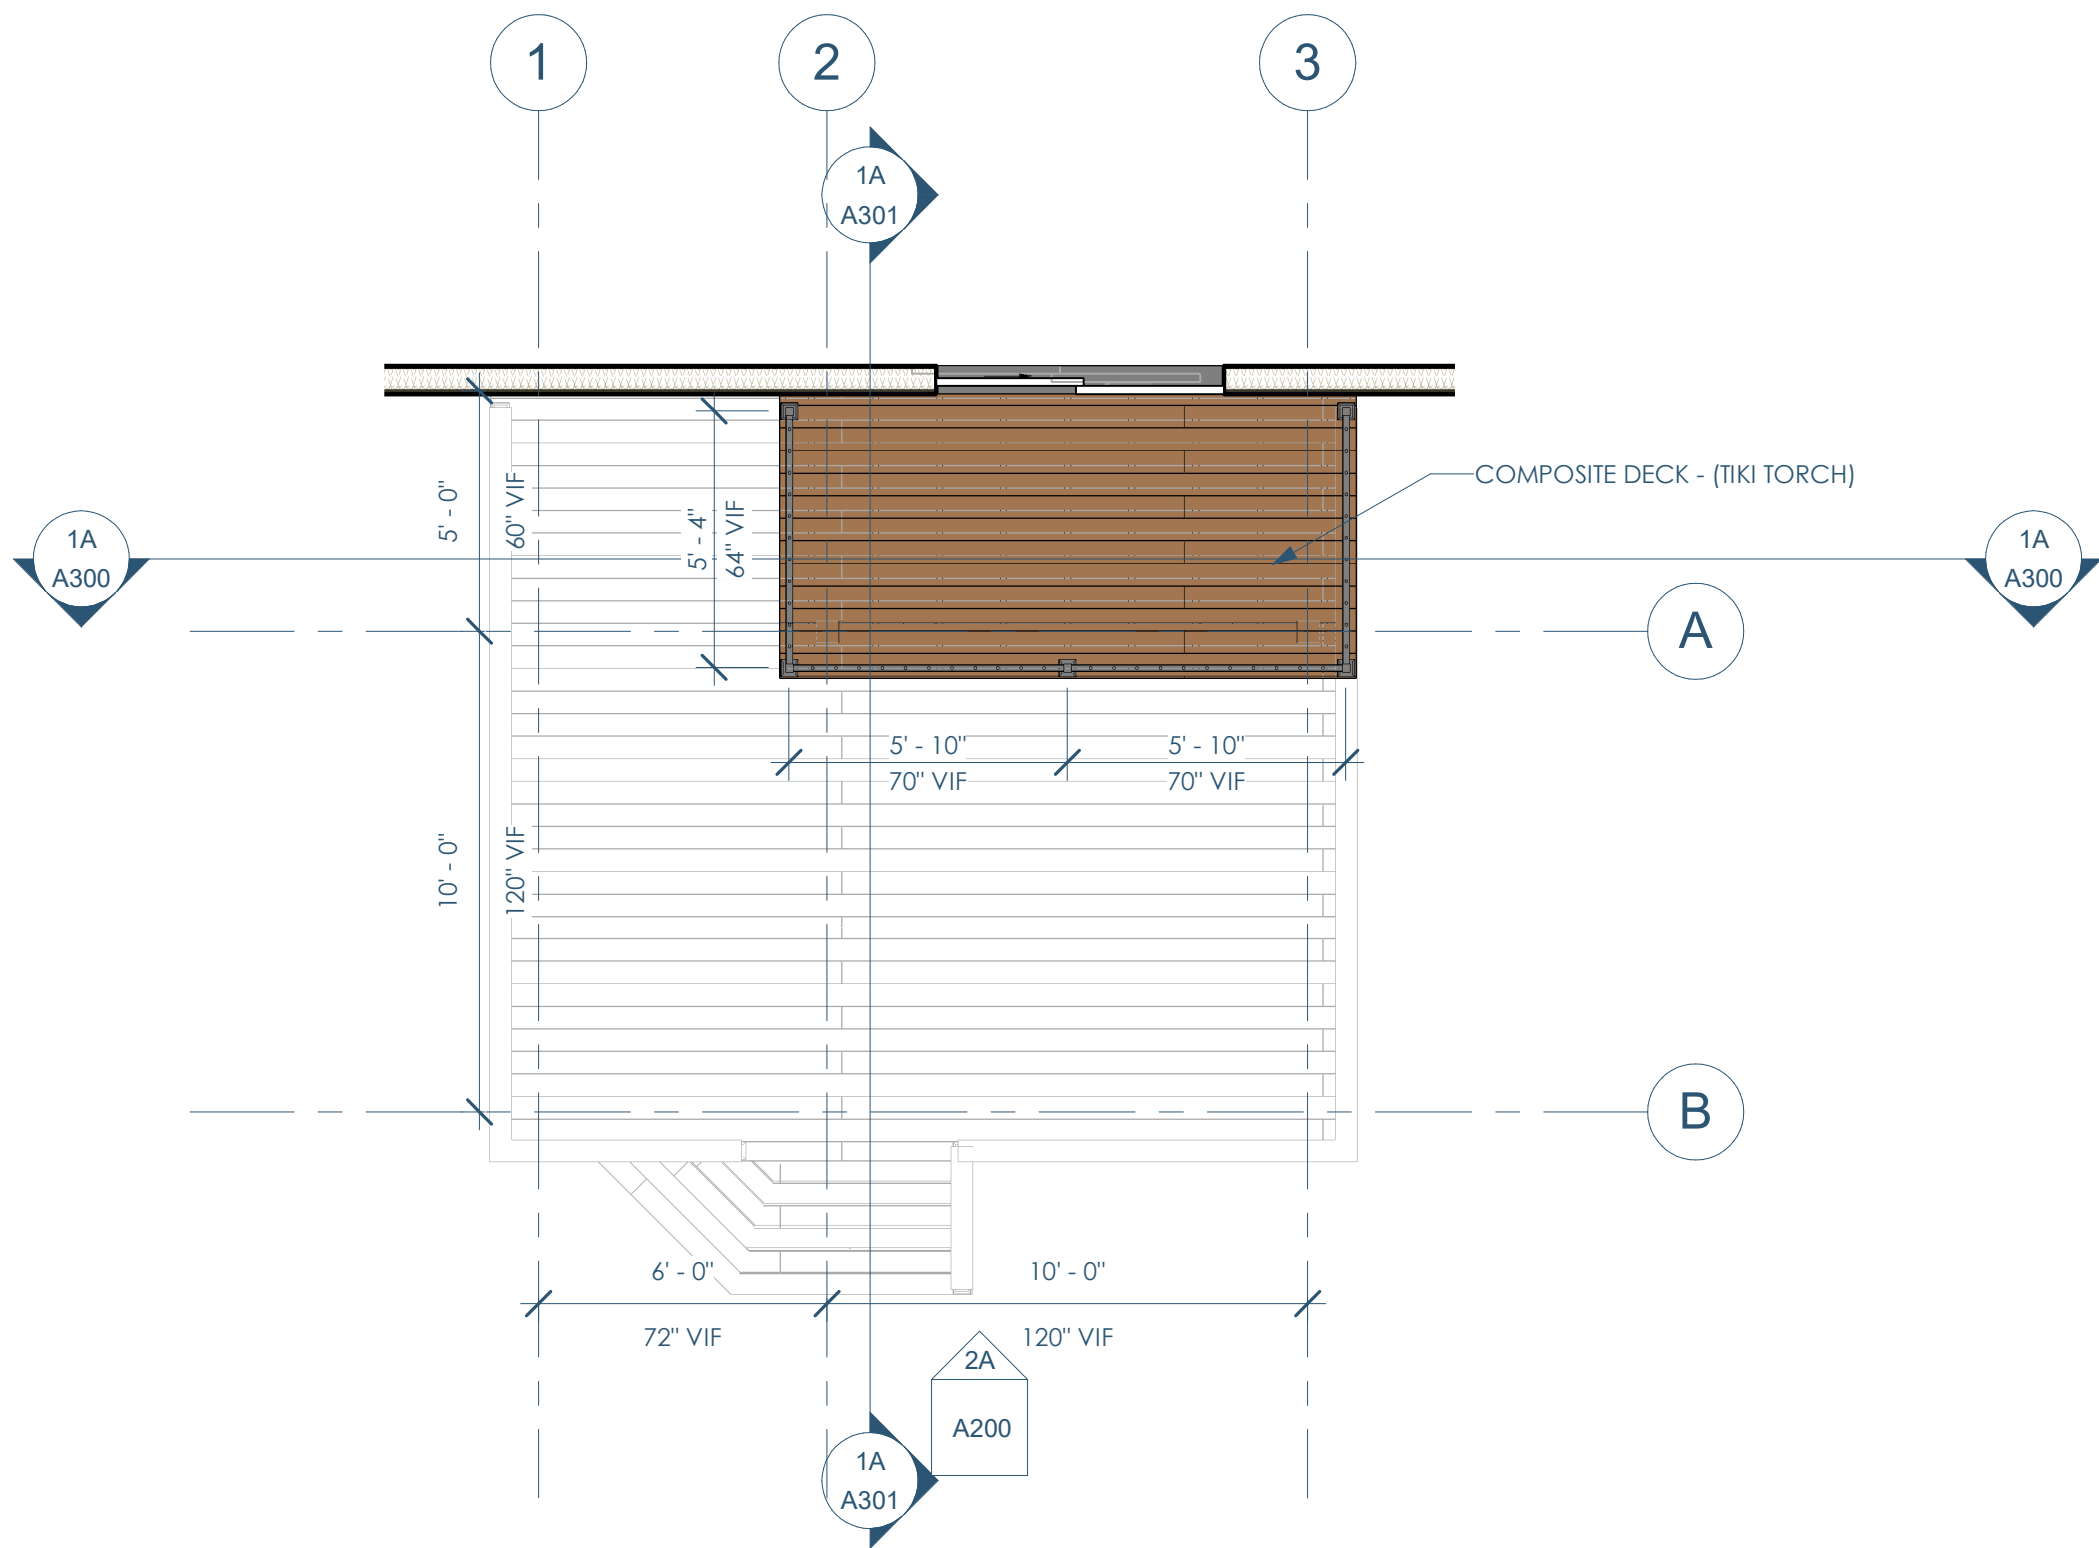 1
2
3
1A
A301
COMPOSITE DECK - (TIKI TORCH)
5' - 0"
60" VIF
5' - 4"
64" VIF
1A
A300
1A
A300
A
5' - 10"
70" VIF
5' - 10"
70" VIF
10' - 0"
120" VIF
B
6' - 0"
72" VIF
10' - 0"
120" VIF
2A
A200
1A
A301